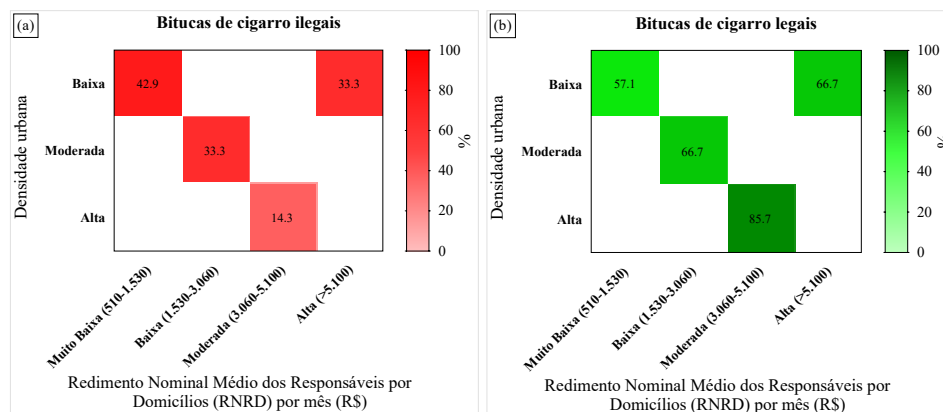 (a)
Bitucas de cigarro ilegais
Densidade urbana
Baixa
Moderada
Alta
42.9
33.3
33.3
14.3
100
80
60
40
20
0
%
Muito Baixa (510-1.530)
Baixa (1.530-3.060)
Moderada (3.060-5.100)
Alta (>5.100)
Redimento Nominal Médio dos Responsáveis por
Domicílios (RNRD) por mês (R$)
(b)
Bitucas de cigarro legais
Densidade urbana
Baixa
Moderada
Alta
57.1
66.7
66.7
85.7
100
80
60
40
20
0
%
Muito Baixa (510-1.530)
Baixa (1.530-3.060)
Moderada (3.060-5.100)
Alta (>5.100)
Redimento Nominal Médio dos Responsáveis por
Domicílios (RNRD) por mês (R$)